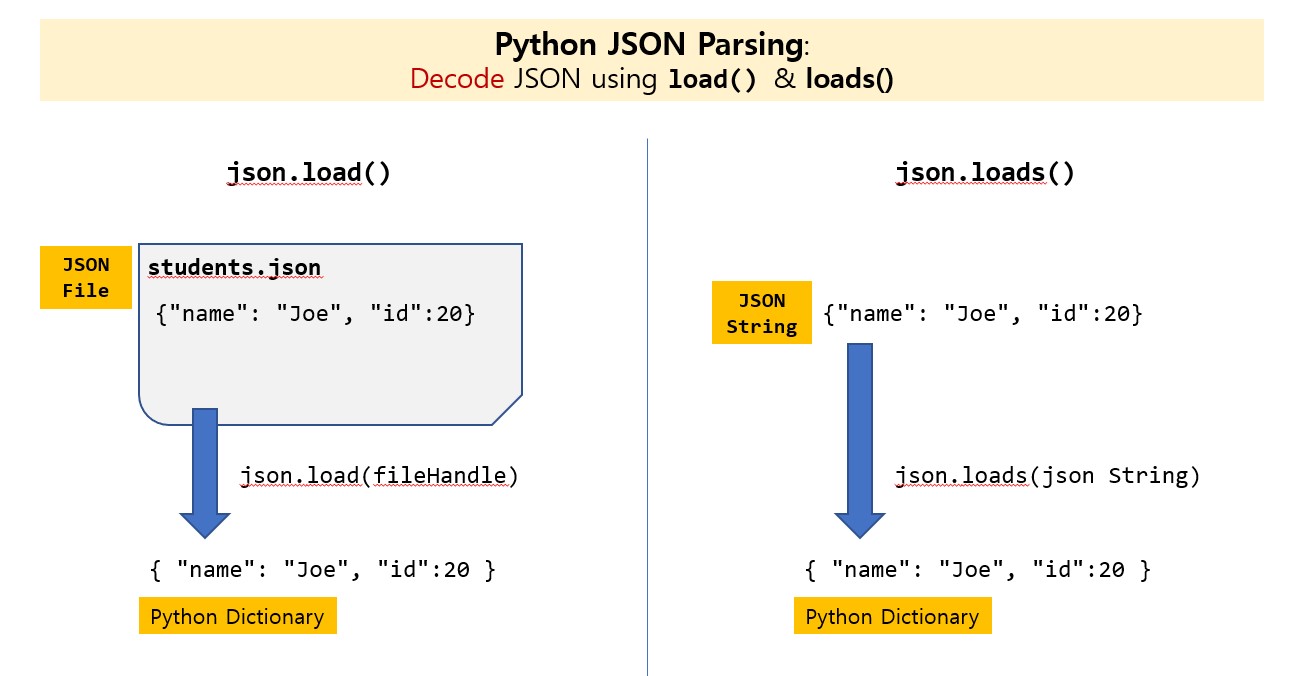 Python JSON Parsing:
Decode JSON using load() & loads()
json.load()
JSON
File
students.json
{"name": "Joe", "id":20}
json.load(fileHandle)
{ "name": "Joe", "id":20 }
Python Dictionary
json.loads()
JSON
String
{"name": "Joe", "id":20}
json.loads(json String)
{ "name": "Joe", "id":20 }
Python Dictionary